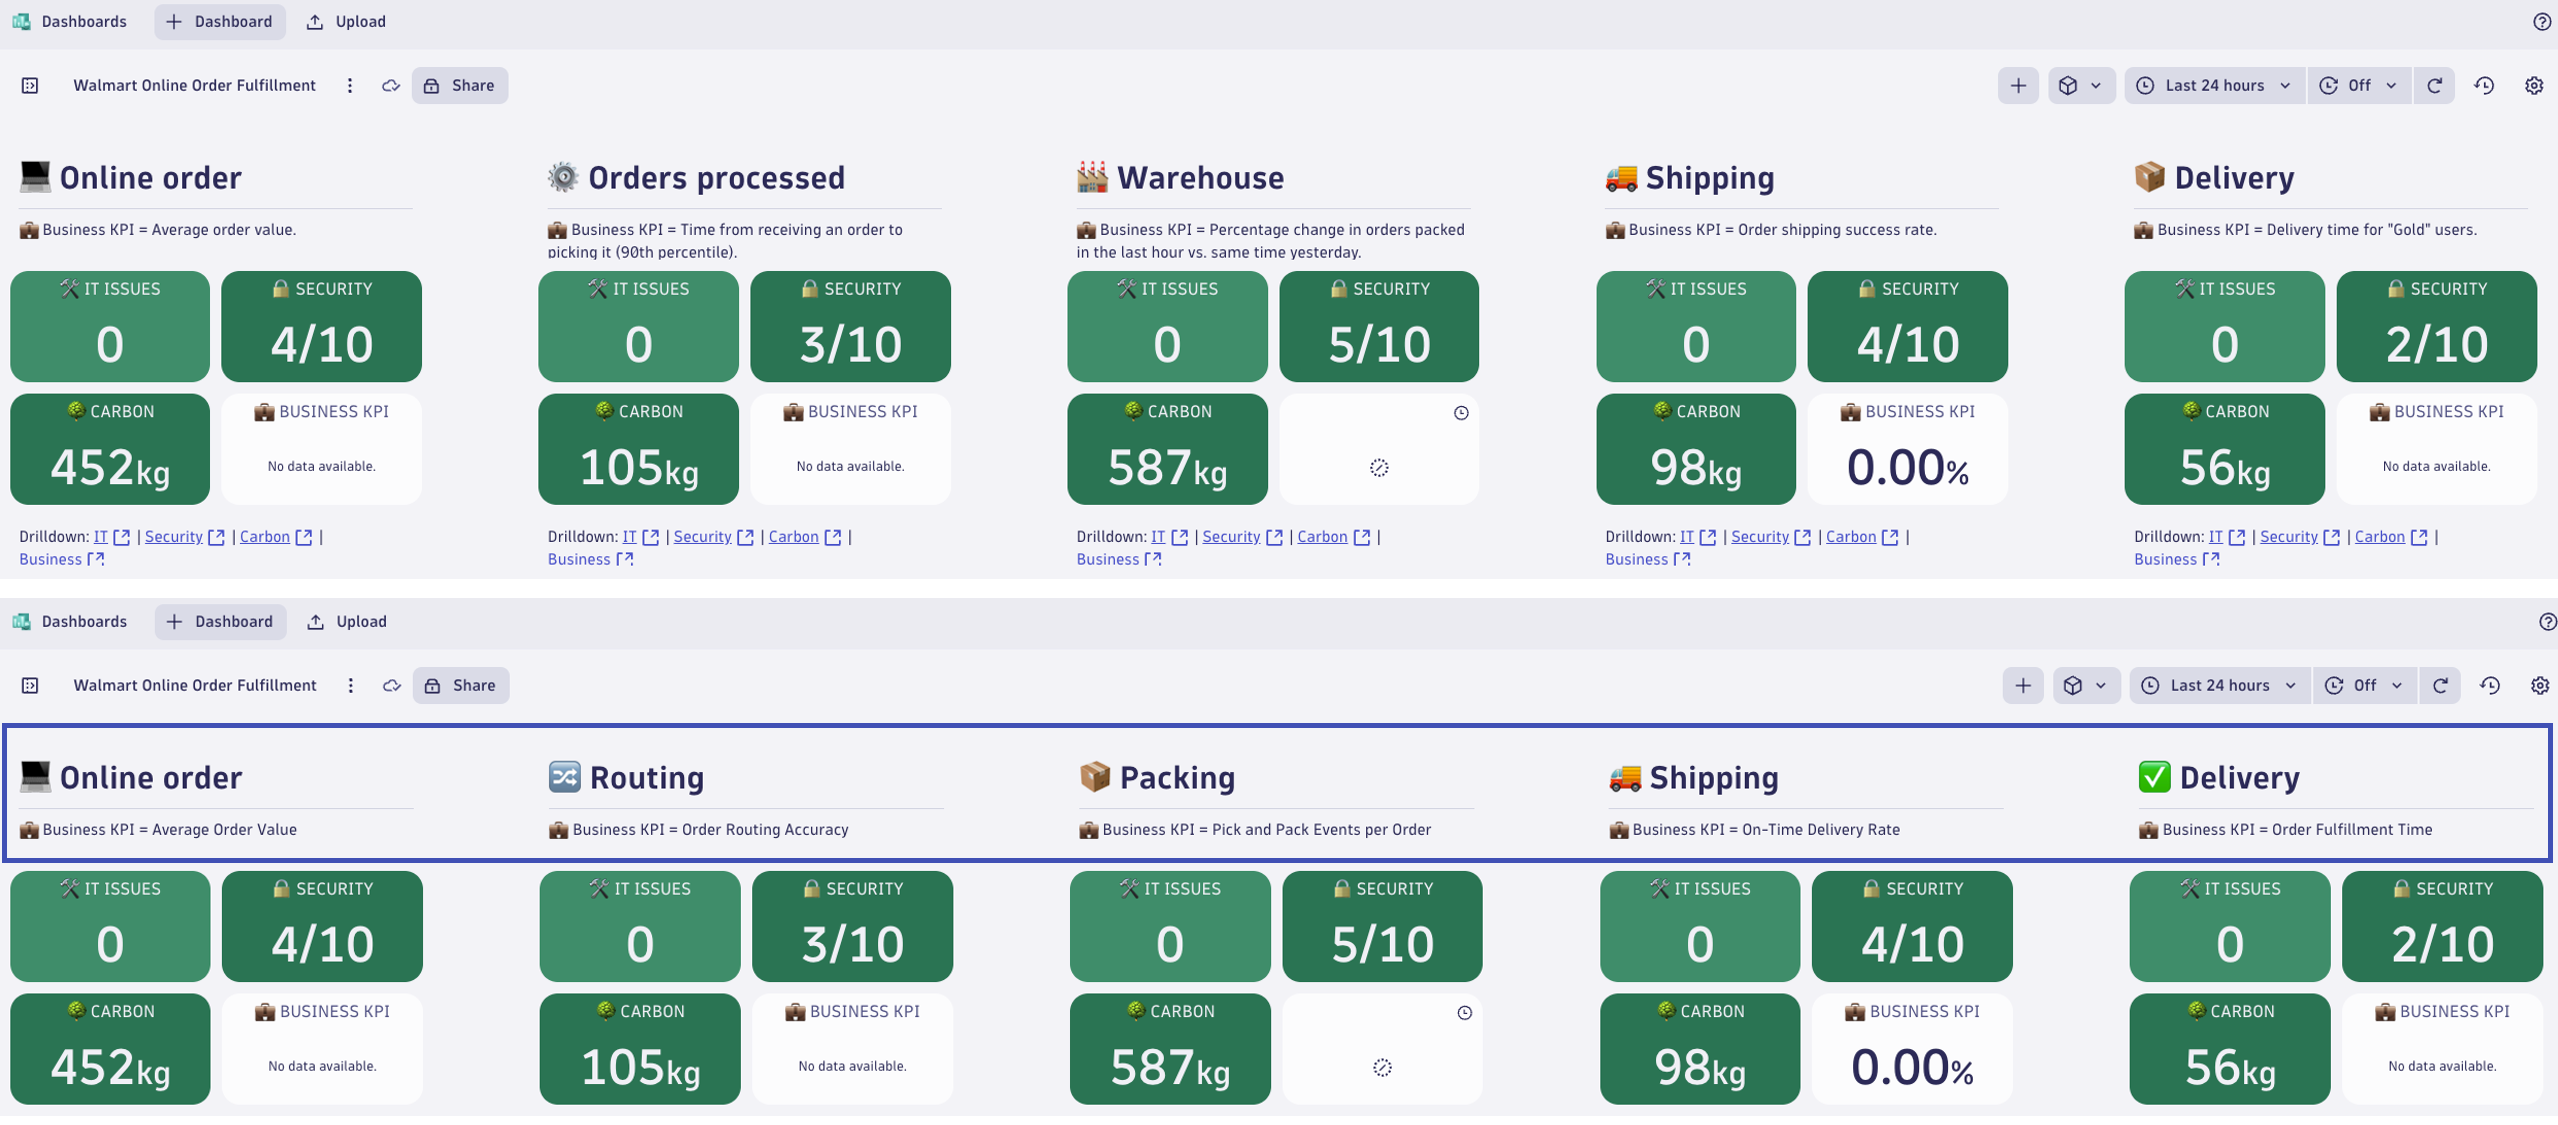 Dashboards
Dashboard
Upload
Walmart Online Order Fulfillment
Share
Last 24 hours
Off
Online order
Business KPI = Average order value.
IT ISSUES
0
SECURITY
4/10
CARBON
452kg
BUSINESS KPI
No data available.
Drilldown: IT | Security | Carbon |
Business
Orders processed
Business KPI = Time from receiving an order to
picking it (90th percentile).
IT ISSUES
0
SECURITY
3/10
CARBON
105kg
BUSINESS KPI
No data available.
Drilldown: IT | Security | Carbon |
Business
Warehouse
Business KPI = Percentage change in orders packed
in the last hour vs. same time yesterday.
IT ISSUES
0
SECURITY
5/10
CARBON
587kg
Drilldown: IT | Security | Carbon |
Business
Shipping
Business KPI = Order shipping success rate.
IT ISSUES
0
SECURITY
4/10
CARBON
98kg
BUSINESS KPI
0.00%
Drilldown: IT | Security | Carbon |
Business
Delivery
Business KPI = Delivery time for "Gold" users.
IT ISSUES
0
SECURITY
2/10
CARBON
56kg
BUSINESS KPI
No data available.
Drilldown: IT | Security | Carbon |
Business
Dashboards
Dashboard
Upload
Walmart Online Order Fulfillment
Share
Last 24 hours
Off
Online order
Business KPI = Average Order Value
IT ISSUES
0
SECURITY
4/10
CARBON
452kg
BUSINESS KPI
No data available.
Routing
Business KPI = Order Routing Accuracy
IT ISSUES
0
SECURITY
3/10
CARBON
105kg
BUSINESS KPI
No data available.
Packing
Business KPI = Pick and Pack Events per Order
IT ISSUES
0
SECURITY
5/10
CARBON
587kg
Shipping
Business KPI = On-Time Delivery Rate
IT ISSUES
0
SECURITY
4/10
CARBON
98kg
BUSINESS KPI
0.00%
Delivery
Business KPI = Order Fulfillment Time
IT ISSUES
0
SECURITY
2/10
CARBON
56kg
BUSINESS KPI
No data available.